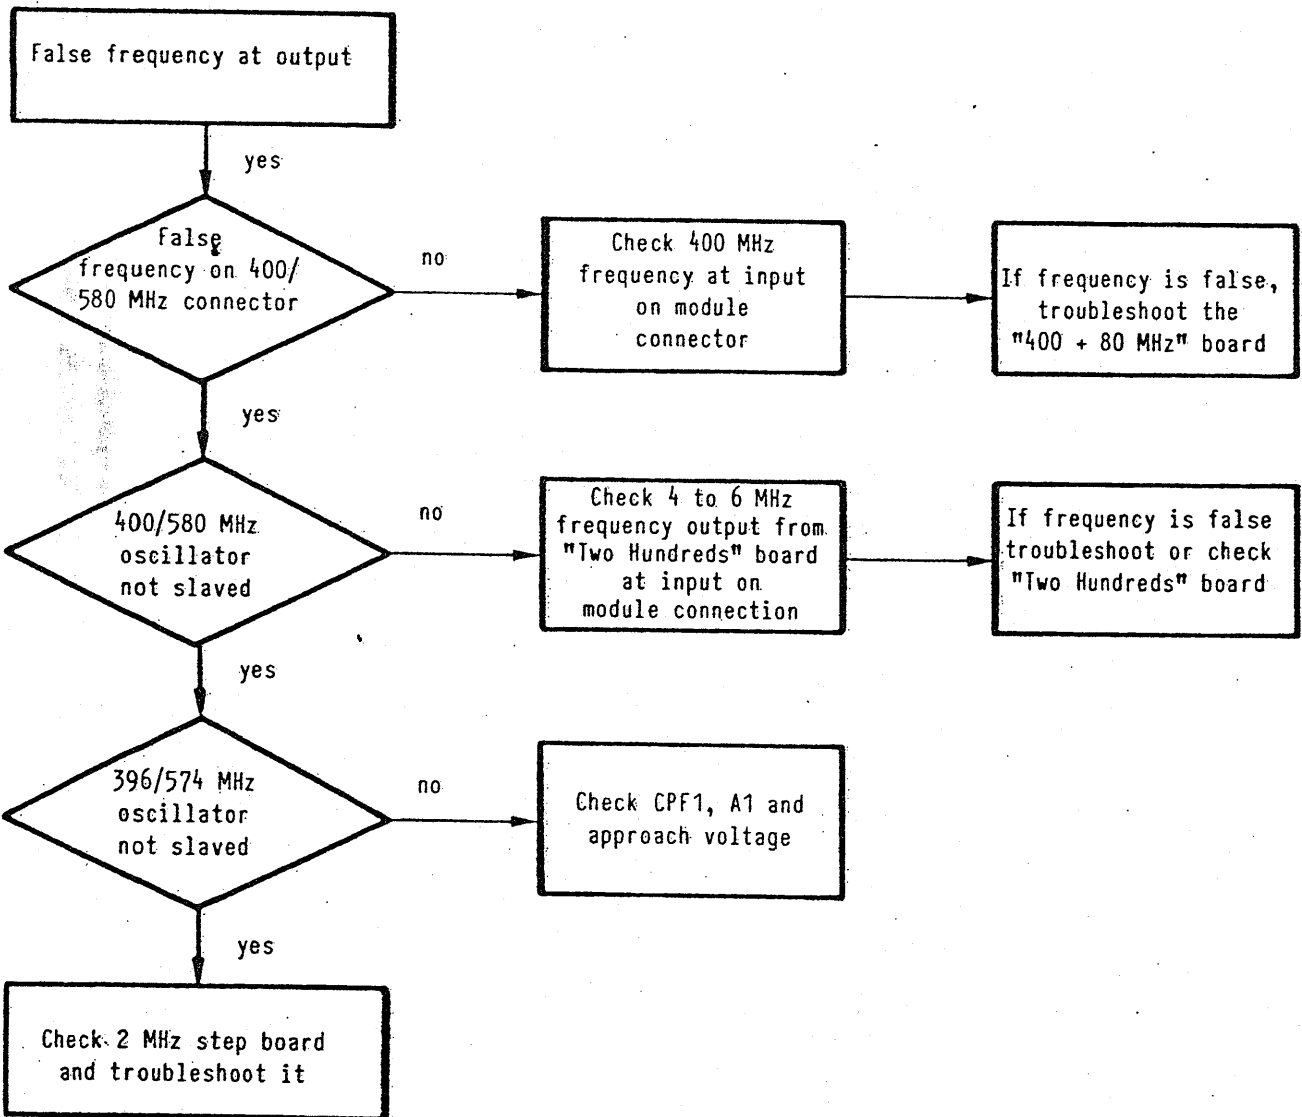 False frequency at output
yes
False
frequency on 400/
580 MHz connector
no
Check 400 MHz
frequency at input
on module
connector
If frequency is false,
troubleshoot the
"400 + 80 MHz" board
yes
400/580 MHz
oscillator
not slaved
no
Check 4 to 6 MHz
frequency output from
"Two Hundreds" board
at input on
module connection
If frequency is false
troubleshoot or check
"Two Hundreds" board
yes
396/574 MHz
oscillator
not slaved
no
Check CPF1, A1 and
approach voltage
yes
Check 2 MHz step board
and troubleshoot it